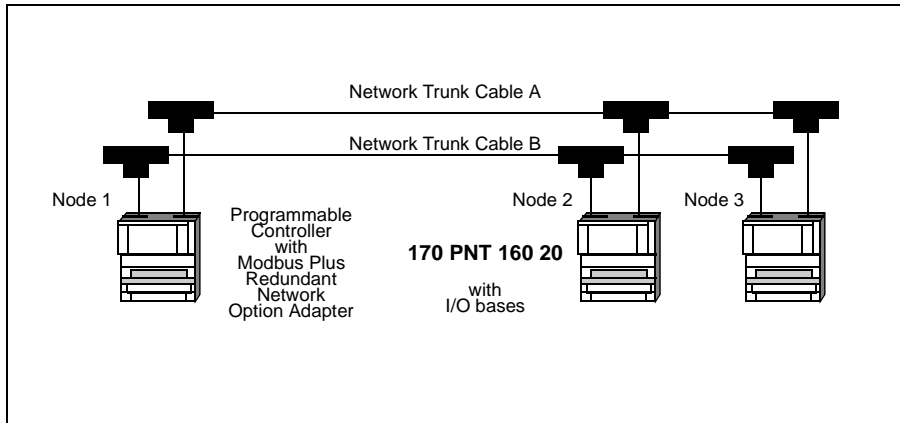 Network Trunk Cable A
Network Trunk Cable B
Node 1
Programmable
Controller
with
Modbus Plus
Redundant
Network
Option Adapter
Node 2
170 PNT 160 20
with
I/O bases
Node 3